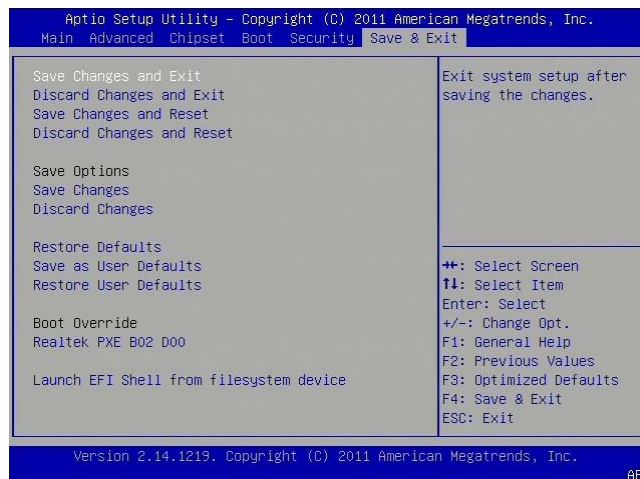 Aptio Setup Utility – Copyright (C) 2011 American Megatrends, Inc.
Main Advanced Chipset Boot Security Save & Exit
Save Changes and Exit
Discard Changes and Exit
Save Changes and Reset
Discard Changes and Reset
Save Options
Save Changes
Discard Changes
Restore Defaults
Save as User Defaults
Restore User Defaults
Boot Override
Realtek PXE B02 D00
Launch EFI Shell from filesystem device
Exit system setup after
saving the changes.
→←: Select Screen
↑↓: Select Item
Enter: Select
+/-: Change Opt.
F1: General Help
F2: Previous Values
F3: Optimized Defaults
F4: Save & Exit
ESC: Exit
Version 2.14.1219. Copyright (C) 2011 American Megatrends, Inc.